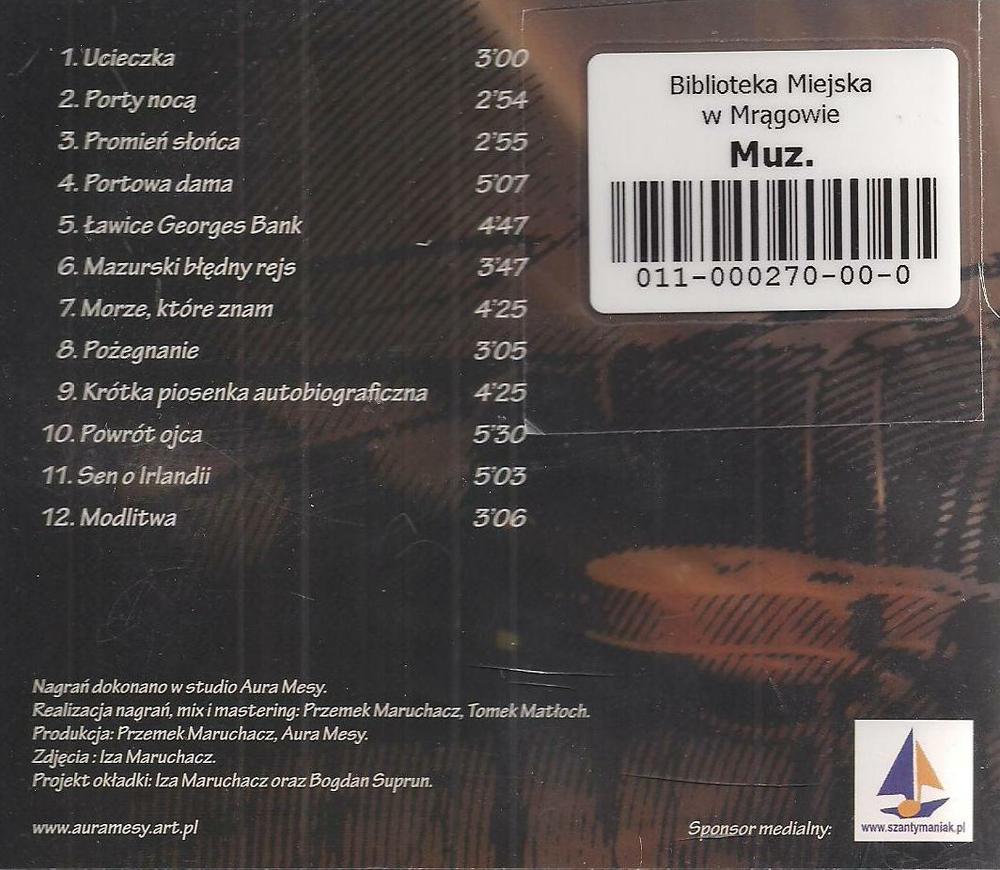 1. Ucieczka 3'00
2. Porty nocą 2'54
3. Promień słońca 2'55
4. Portowa dama 5'07
5. Ławice Georges Bank 4'47
6. Mazurski błędny rejs 3'47
7. Morze, które znam 4'25
8. Pożegnanie 3'05
9. Krótka piosenka autobiograficzna 4'25
10. Powrót ojca 5'30
11. Sen o Irlandii 5'03
12. Modlitwa 3'06
Biblioteka Miejska
w Mrągowie
Muz.
011-000270-00-0
Nagrań dokonano w studio Aura Mesy.
Realizacja nagrań, mix i mastering: Przemek Maruchacz, Tomek Matłoch.
Produkcja: Przemek Maruchacz, Aura Mesy.
Zdjęcia : Iza Maruchacz.
Projekt okładki: Iza Maruchacz oraz Bogdan Suprun.
www.auramesy.art.pl
Sponsor medialny:
www.szantymaniak.pl